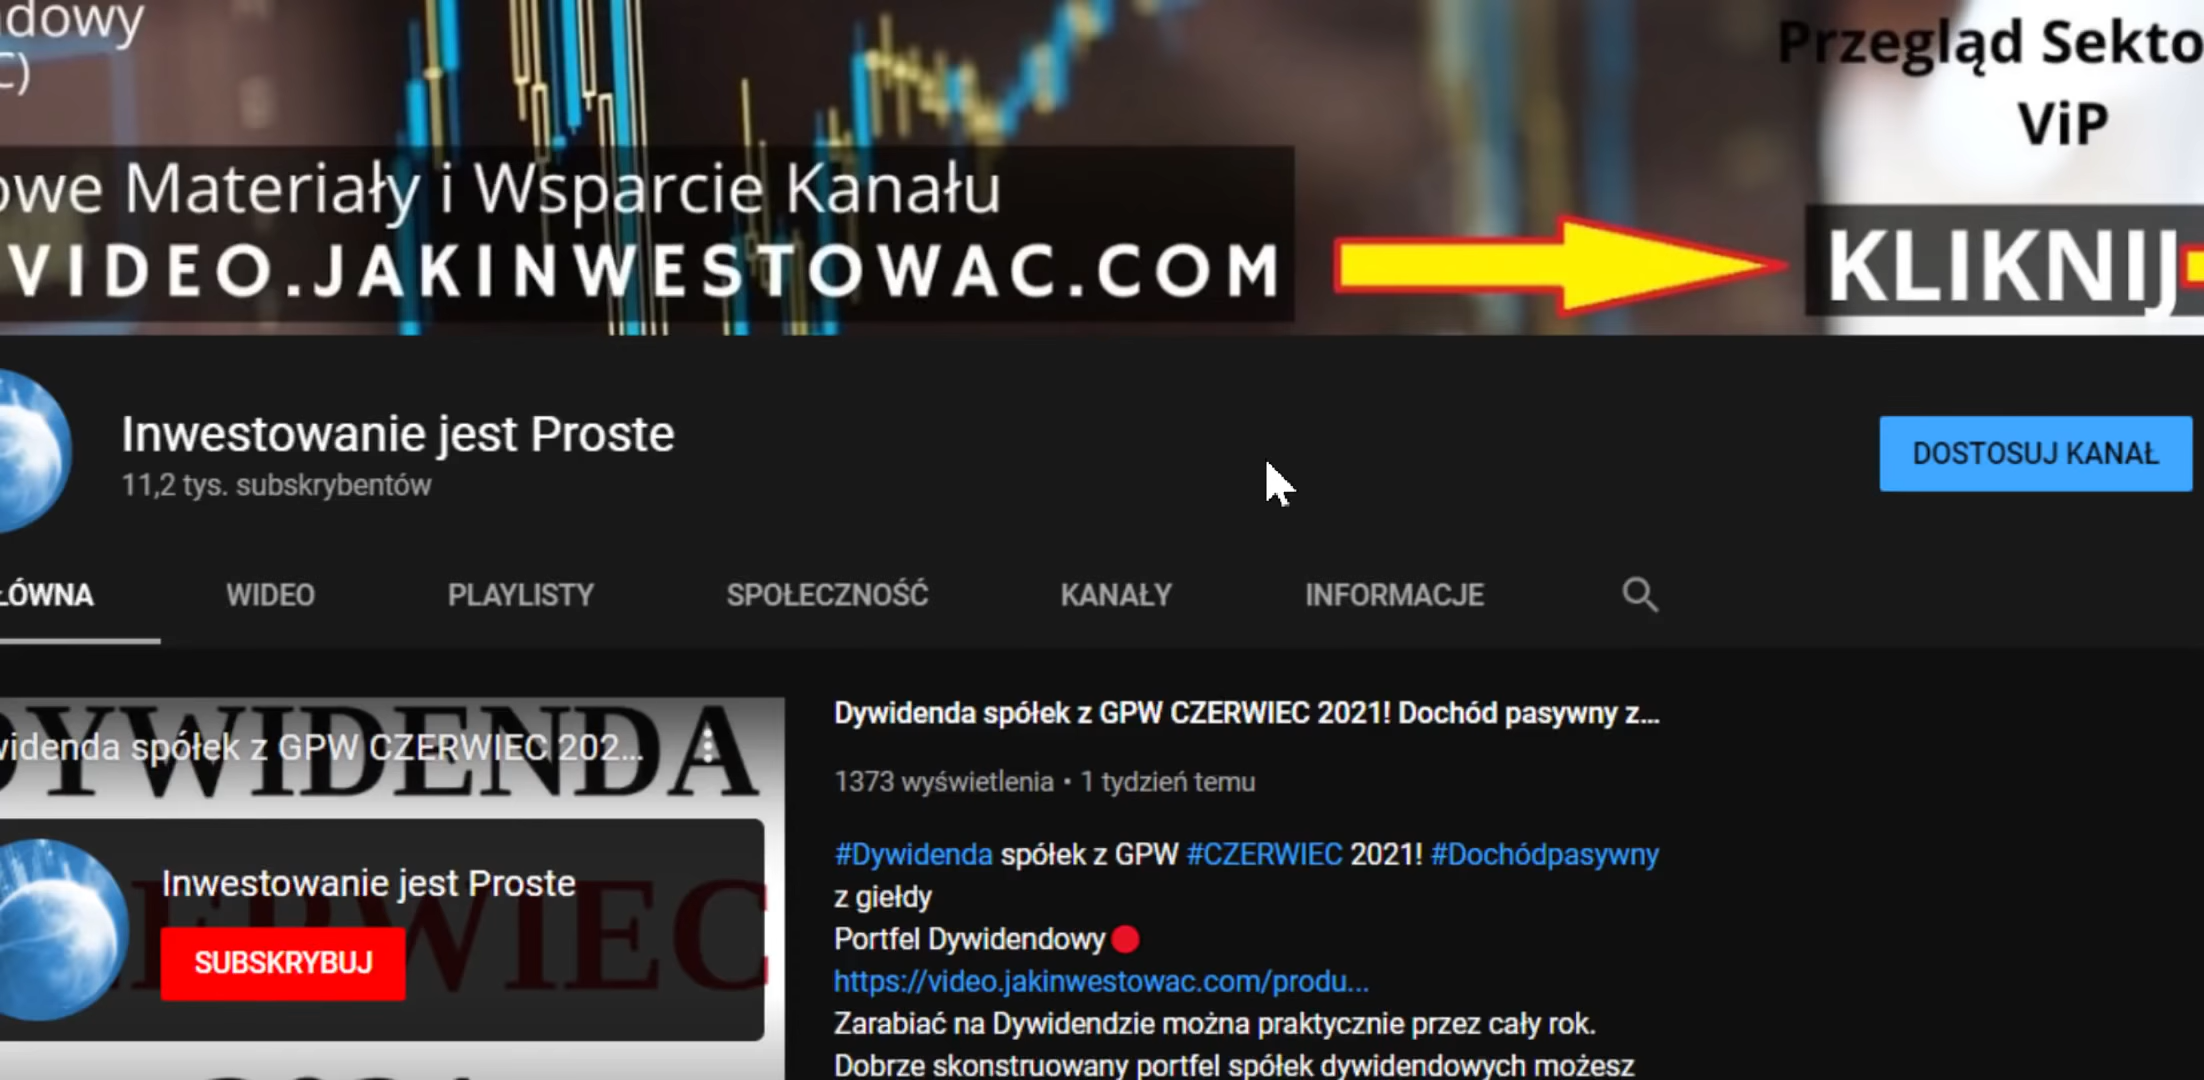 dowy
C)
Przegląd Sekto
ViP
owe Materiały i Wsparcie Kanału
VIDEO.JAKINWESTOWAC.COM
KLIKNIJ
Inwestowanie jest Proste
11,2 tys. subskrybentów
DOSTOSUJ KANAŁ
ŁÓWNA WIDEO PLAYLISTY SPOŁECZNOŚĆ KANAŁY INFORMACJE
DYWIDENDA
widenda spółek z GPW CZERWIEC 202...
Inwestowanie jest Proste
ERWIEC
SUBSKRYBUJ
Dywidenda spółek z GPW CZERWIEC 2021! Dochód pasywny z...
1373 wyświetlenia • 1 tydzień temu
#Dywidenda spółek z GPW #CZERWIEC 2021! #Dochódpasywny
z giełdy
Portfel Dywidendowy🔴
https://video.jakinwestowac.com/produ...
Zarabiać na Dywidendzie można praktycznie przez cały rok.
Dobrze skonstruowany portfel spółek dywidendowych możesz